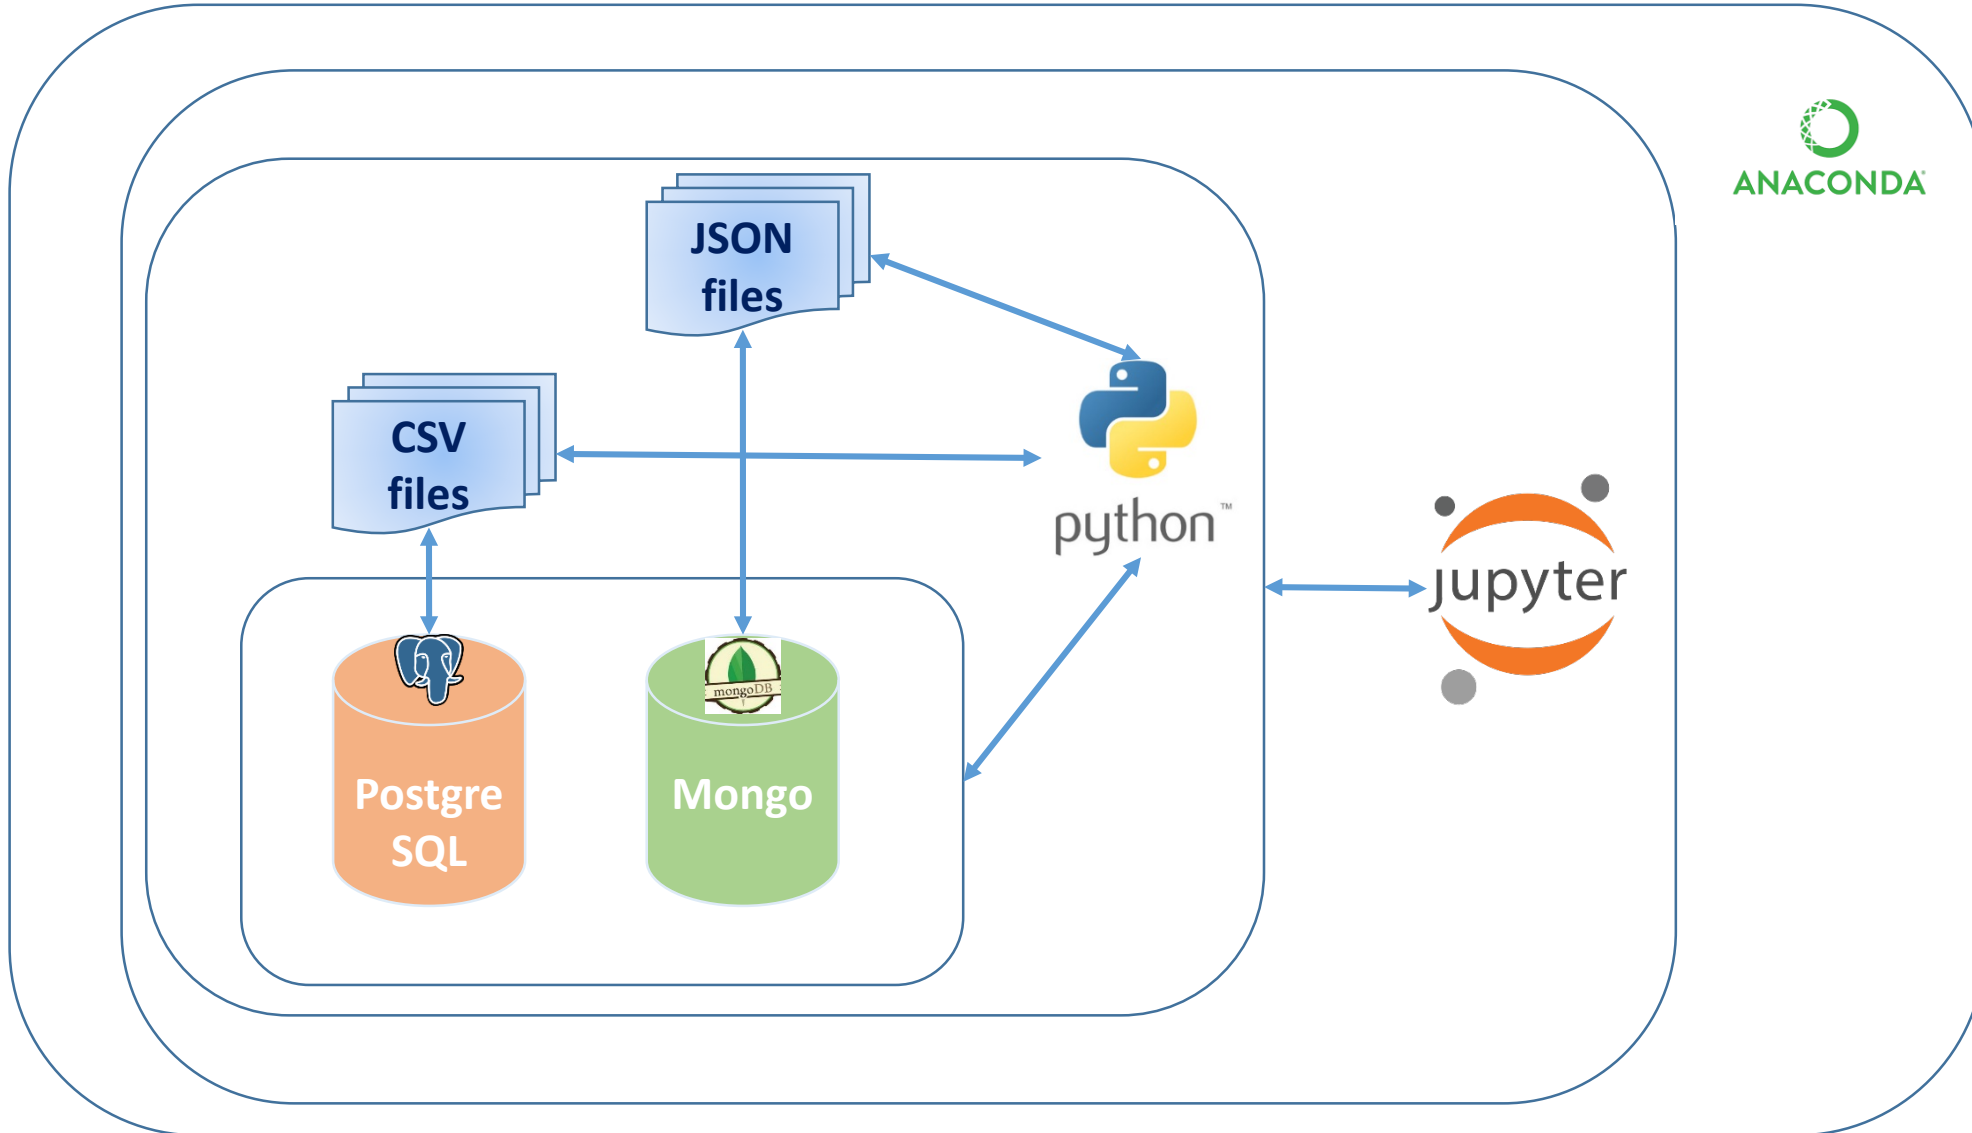 ANACONDA
JSON
files
CSV
files
python™
jupyter
mongoDB
Postgre
SQL
Mongo